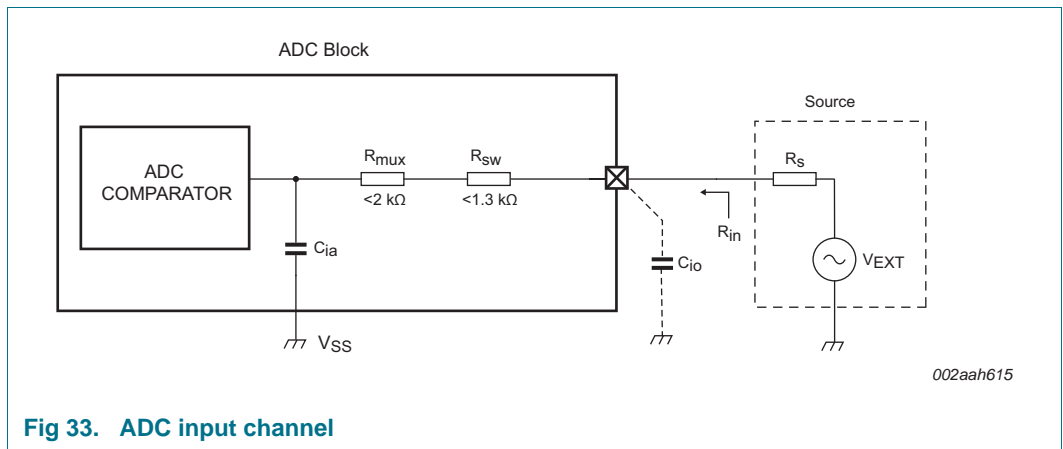 ADC Block
Source
ADC
COMPARATOR
Rmux
<2 kΩ
Rsw
<1.3 kΩ
Rs
Rin
Cia
Cio
VEXT
VSS
002aah615
Fig 33. ADC input channel